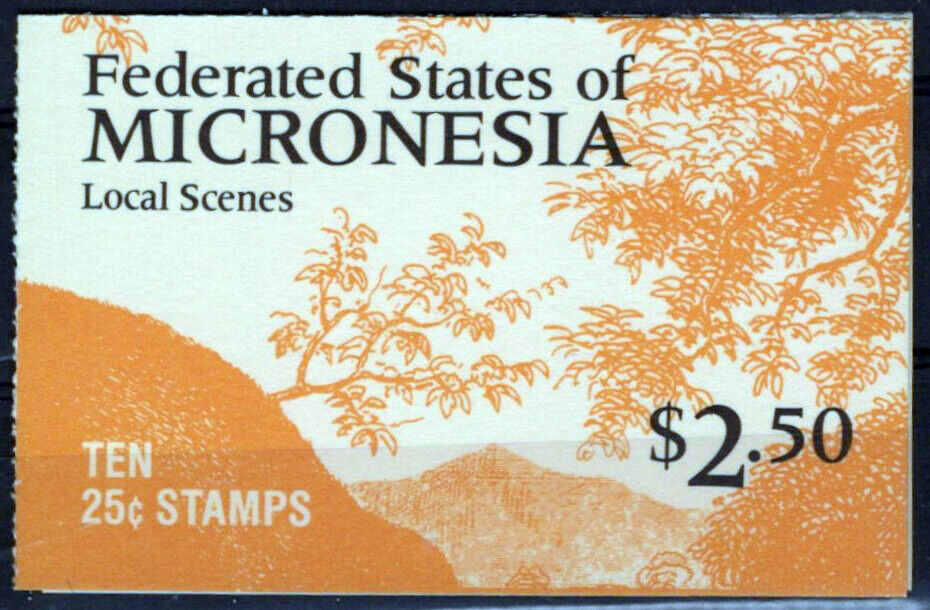 Federated States of
MICRONESIA
Local Scenes
$2.50
TEN
25¢ STAMPS